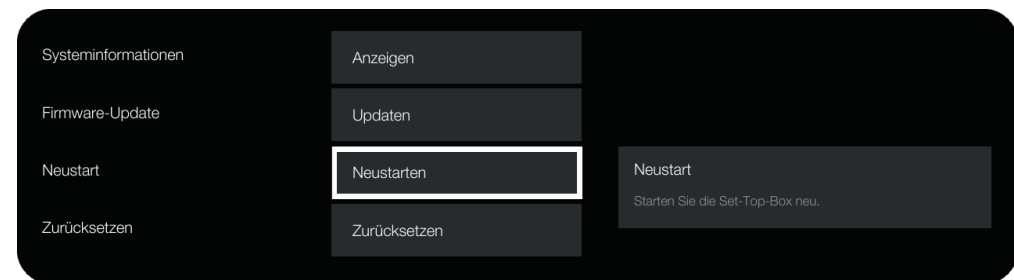 Systeminformationen
Anzeigen
Firmware-Update
Updaten
Neustart
Neustarten
Neustart
Starten Sie die Set-Top-Box neu.
Zurücksetzen
Zurücksetzen